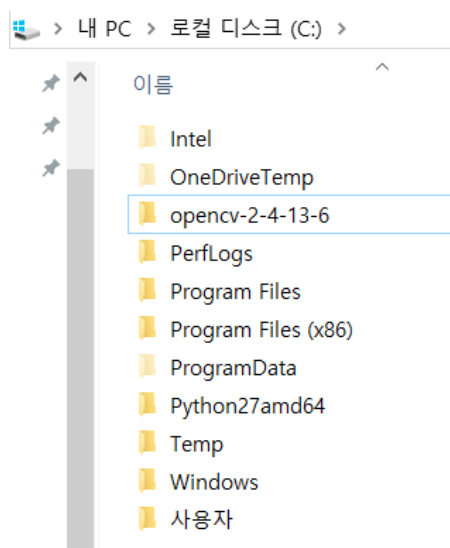 > 내 PC > 로컬 디스크 (C:) >
이름
Intel
OneDriveTemp
opencv-2-4-13-6
PerfLogs
Program Files
Program Files (x86)
ProgramData
Python27amd64
Temp
Windows
사용자